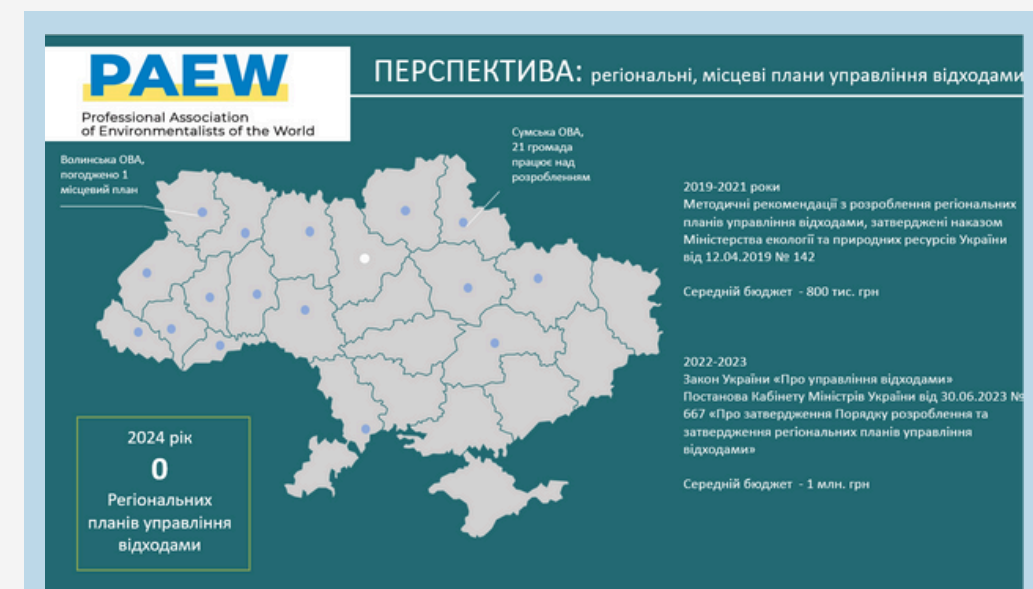 PAEW
Professional Association
of Environmentalists of the World
ПЕРСПЕКТИВА: регіональні, місцеві плани управління відходами
Волинська ОВА,
погоджено 1
місцевий план
Сумська ОВА,
21 громада
працює над
розробленням
2019-2021 роки
Методичні рекомендації з розроблення регіональних
планів управління відходами, затверджені наказом
Міністерства екології та природних ресурсів України
від 12.04.2019 № 142
Середній бюджет - 800 тис. грн
2022-2023
Закон України «Про управління відходами»
Постанова Кабінету Міністрів України від 30.06.2023 №
667 «Про затвердження Порядку розроблення та
затвердження регіональних планів управління
відходами»
Середній бюджет - 1 млн. грн
2024 рік
0
Регіональних
планів управління
відходами